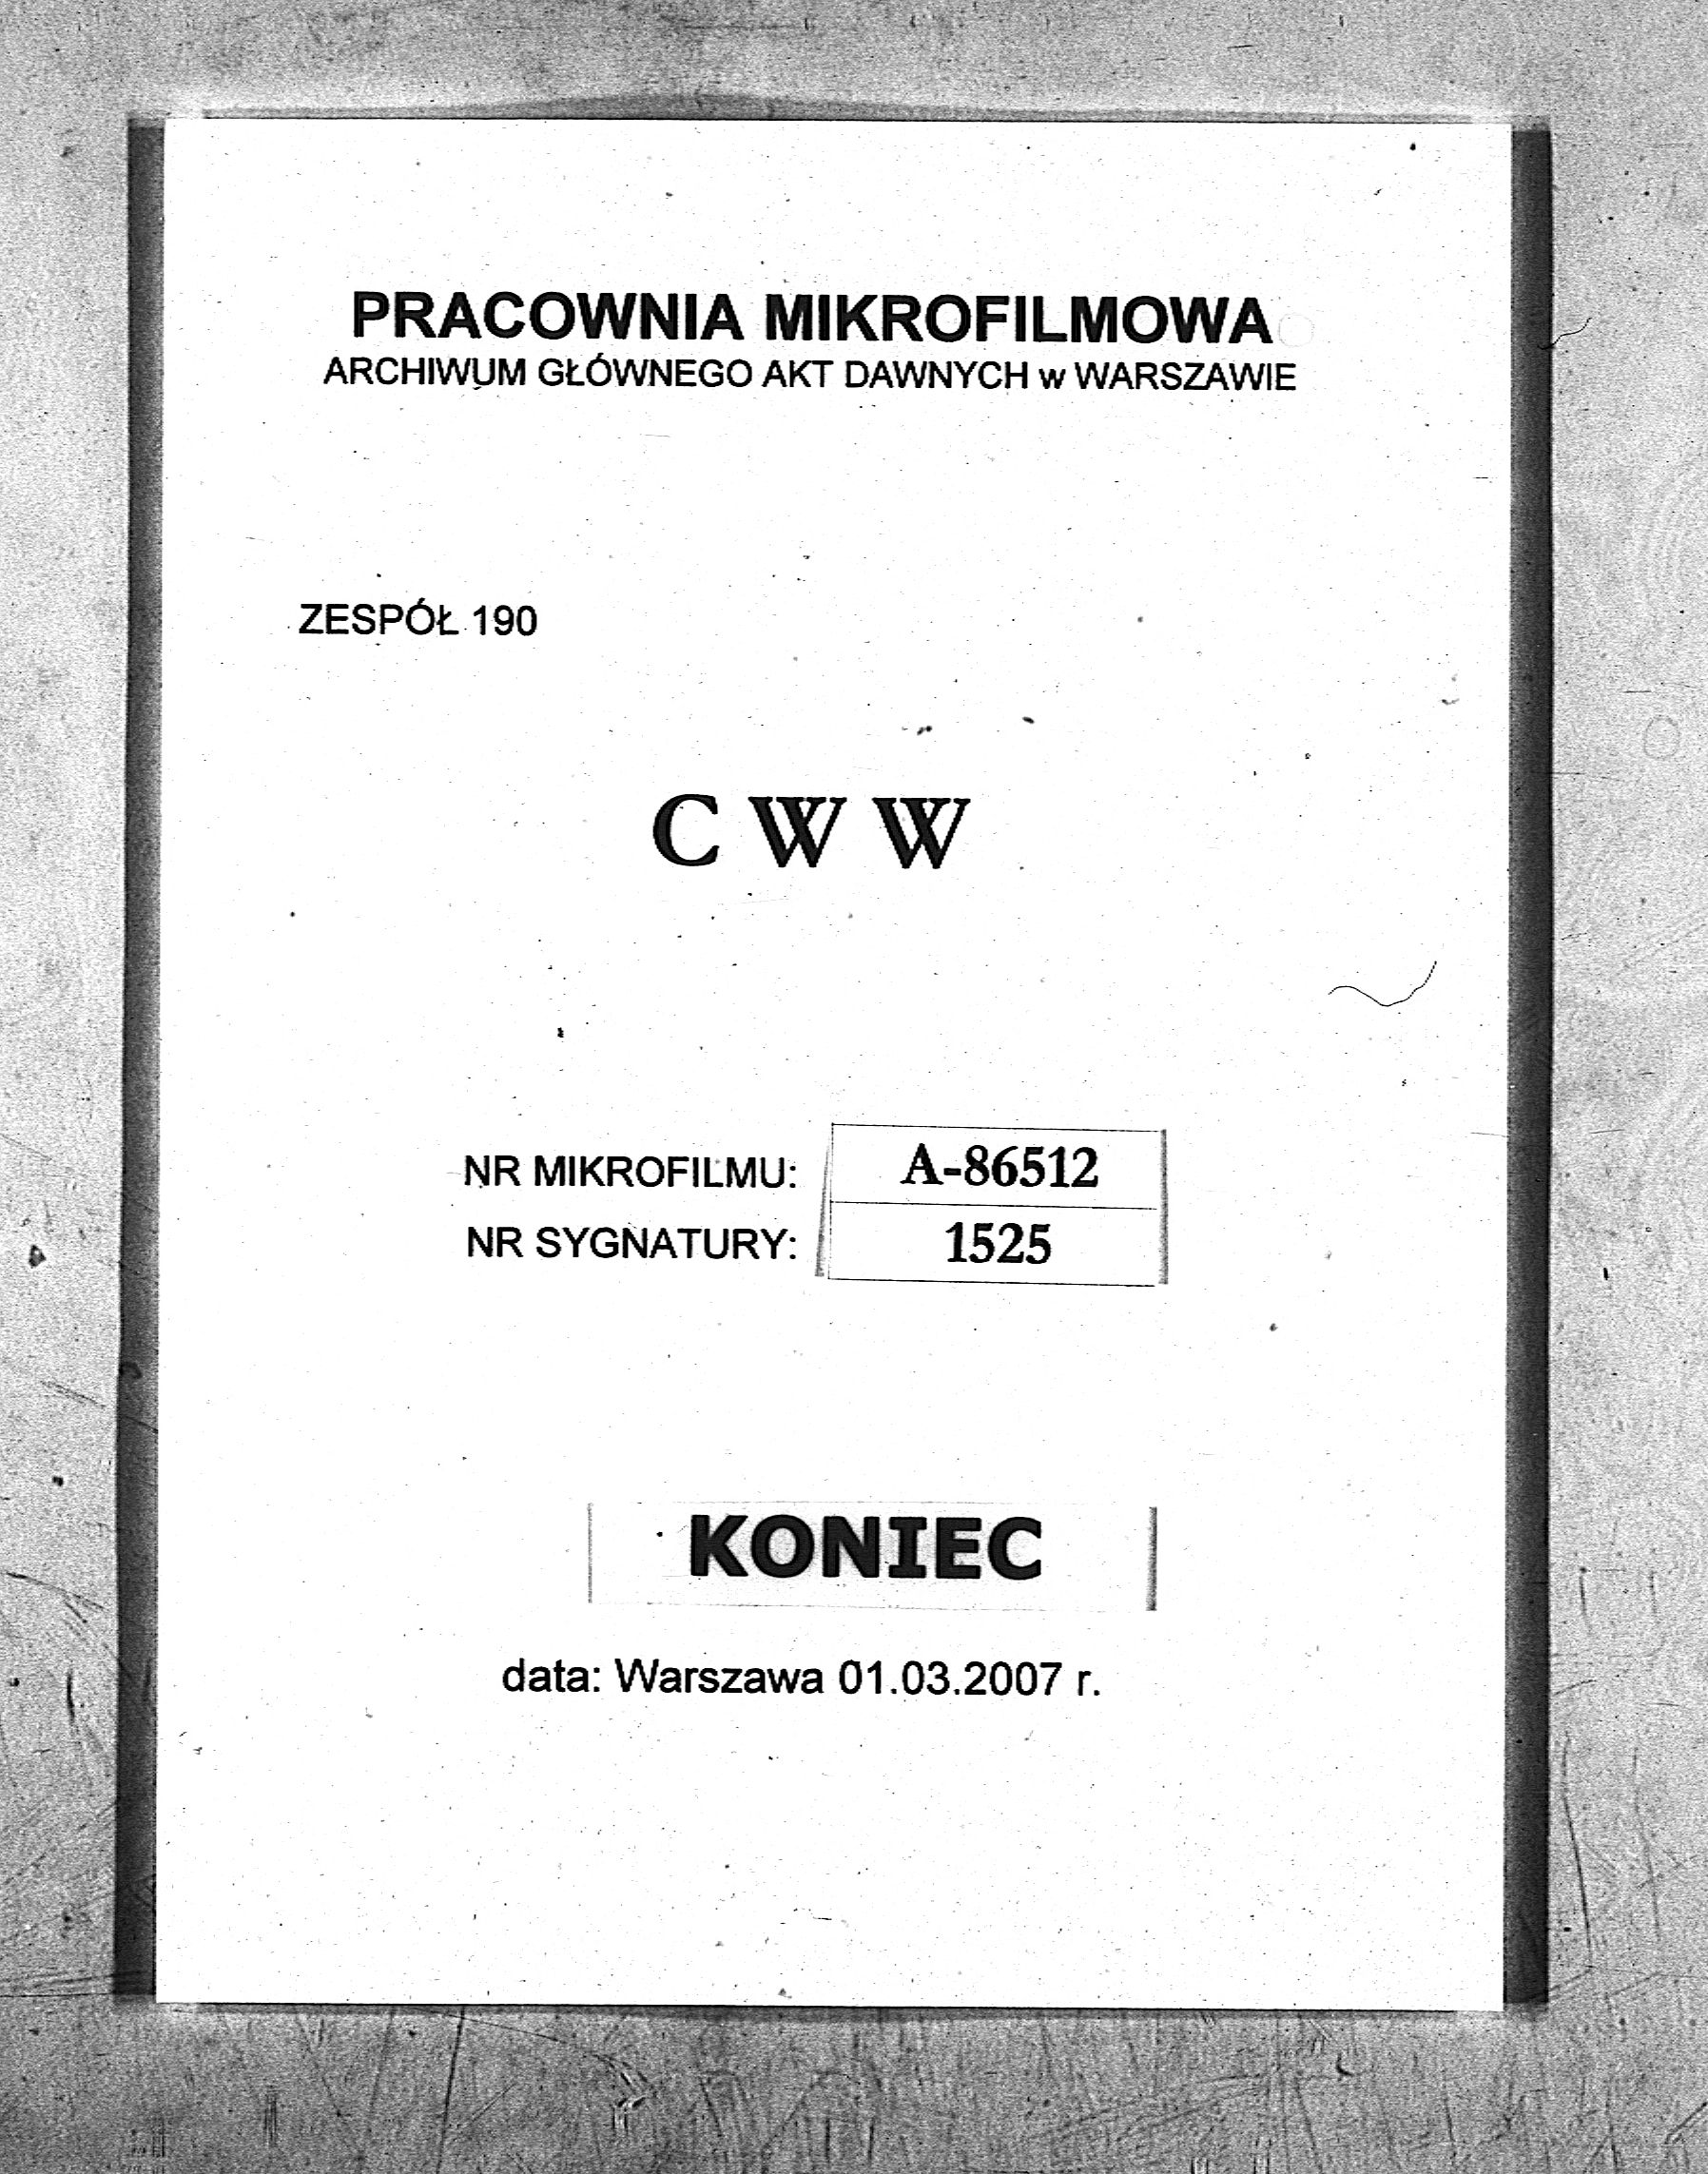 PRACOWNIA MIKROFILMOWA
ARCHIWUM GŁÓWNEGO AKT DAWNYCH w WARSZAWIE
ZESPÓŁ 190
C W W
NR MIKROFILMU: A-86512
NR SYGNATURY: 1525
KONIEC
data: Warszawa 01.03.2007 r.